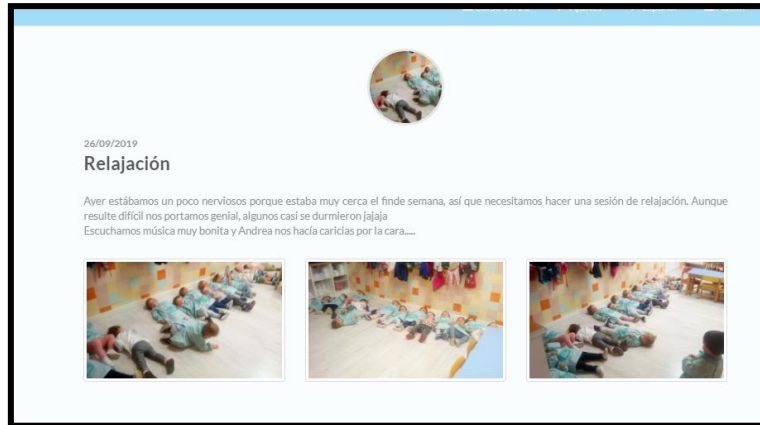 26/09/2019
Relajación
Ayer estábamos un poco nerviosos porque estaba muy cerca el finde semana, así que necesitamos hacer una sesión de relajación. Aunque
resulte difícil nos portamos genial, algunos casi se durmieron jajaja
Escuchamos música muy bonita y Andrea nos hacía caricias por la cara.....